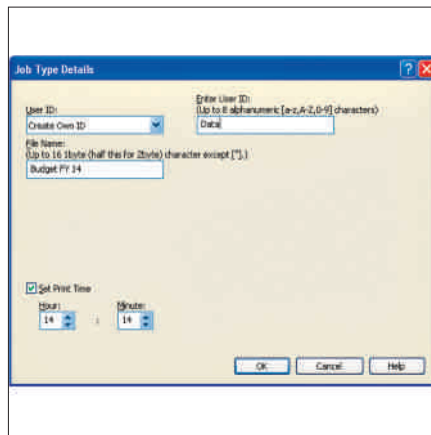 Job Type Details
User ID:
Create Own ID
Enter User ID:
(Up to 8 alphanumeric [a-z,A-Z,0-9] characters)
Data
File Name:
(Up to 16 1byte (half this for 2byte) character except ["],)
Budget FY 14
Set Print Time
Hour: Minute:
14 : 14
OK Cancel Help